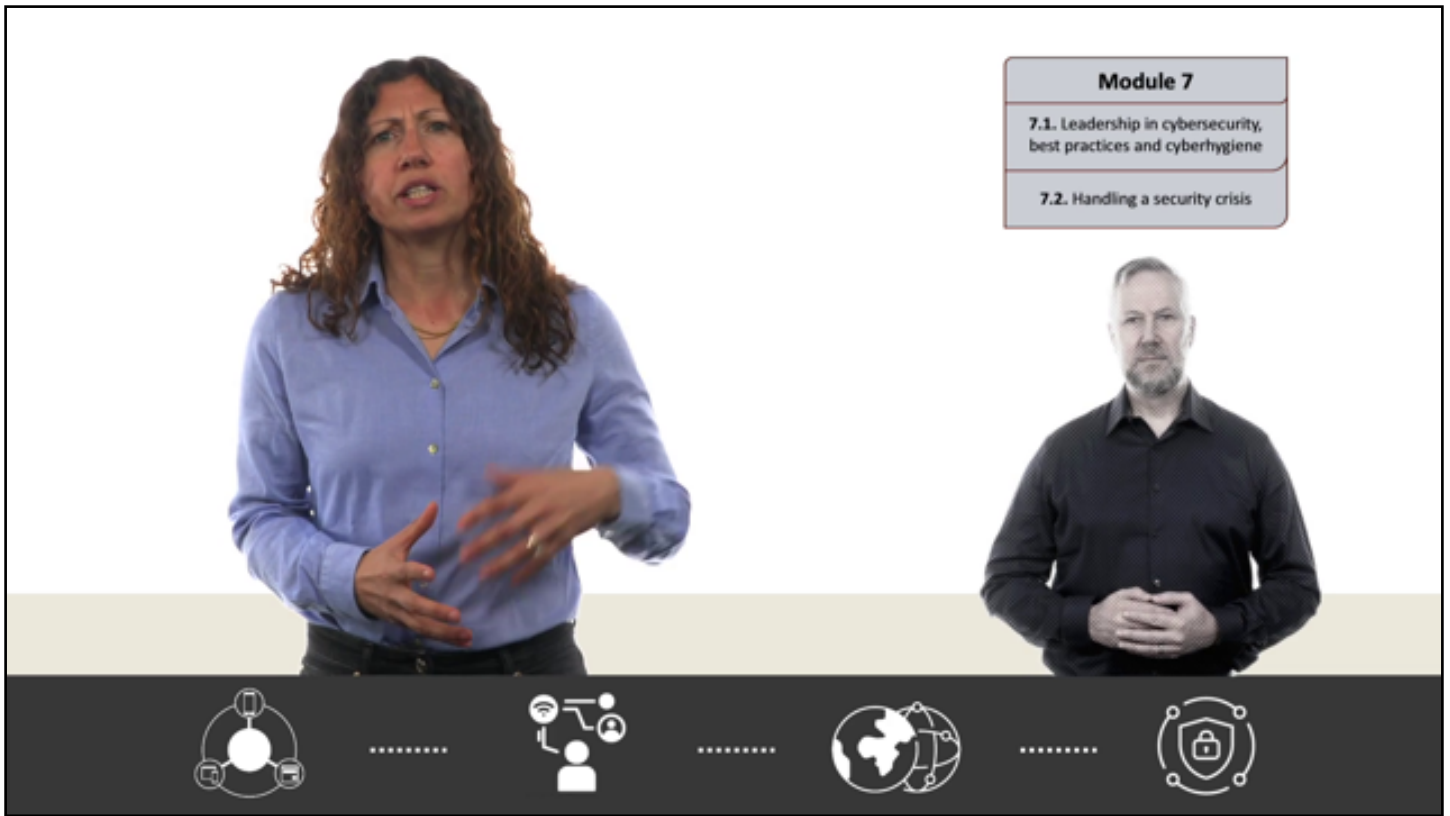 Module 7
7.1. Leadership in cybersecurity,
best practices and cyberhygiene
7.2. Handling a security crisis